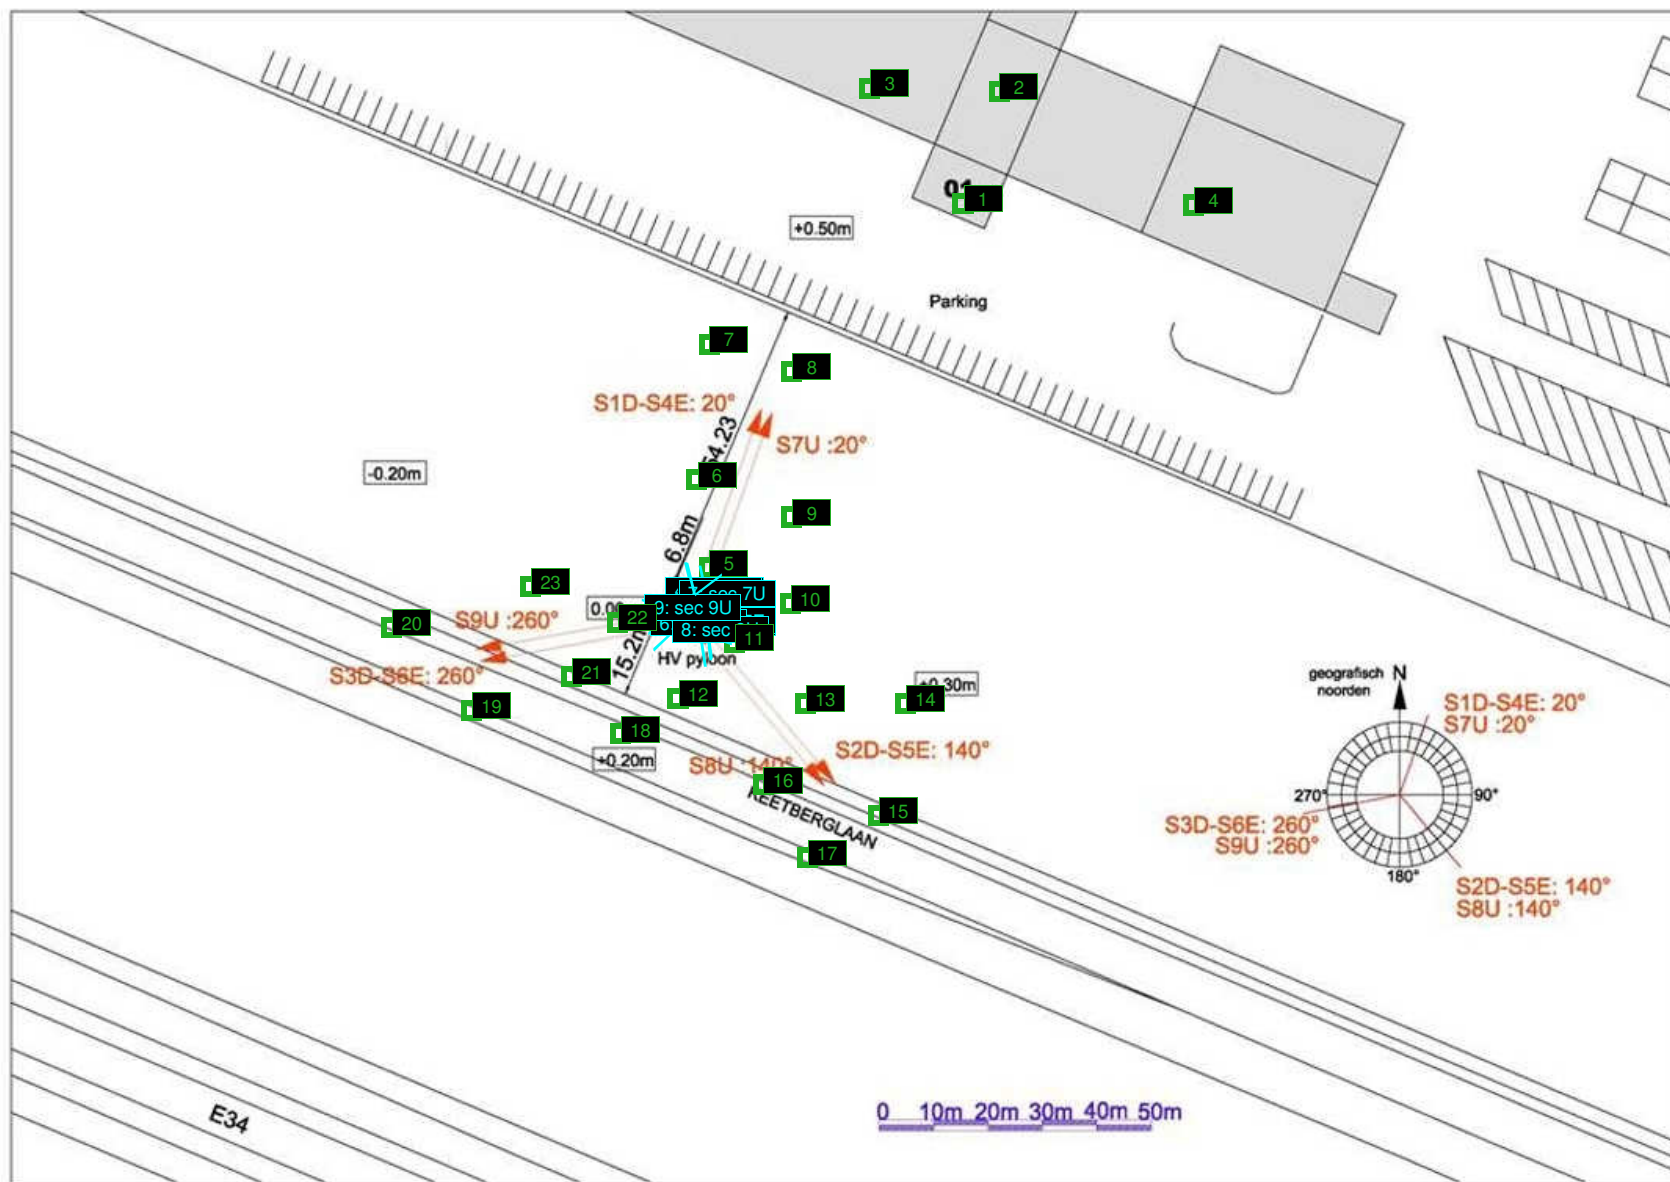 3
2
01
1
4
+0.50m
Parking
7
8
S1D-S4E: 20°
S7U :20°
54.23
-0.20m
6
9
6.8m
5
23
7U
10
9: sec 9U
22
20
S9U :260°
8: sec
11
15.2m
HV pyloon
21
S3D-S6E: 260°
12
13
14
+0.30m
19
18
+0.20m
S8U :140°
S2D-S5E: 140°
16
15
KEETBERGLAAN
17
geografisch
noorden
N
S1D-S4E: 20°
S7U :20°
270°
90°
S3D-S6E: 260°
S9U :260°
180°
S2D-S5E: 140°
S8U :140°
0 10m 20m 30m 40m 50m
E34